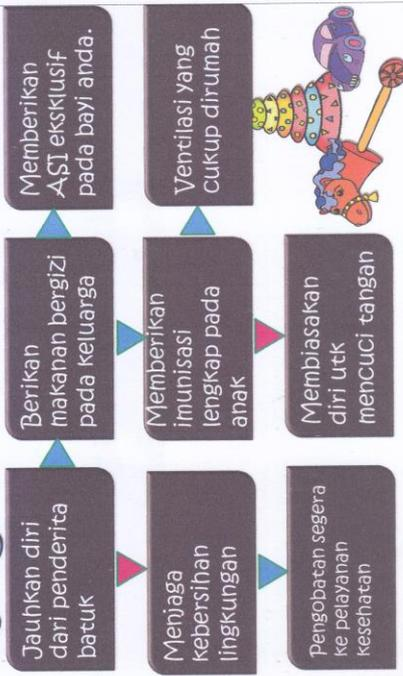 Jauhkan diri
dari penderita
batuk
Berikan
makanan bergizi
pada keluarga
Memberikan
ASI eksklusif
pada bayi anda.
Menjaga
kebersihan
lingkungan
Memberikan
imunisasi
lengkap pada
anak
Ventilasi yang
cukup dirumah
Pengobatan segera
ke pelayanan
kesehatan
Membiasakan
diri utk
mencuci tangan